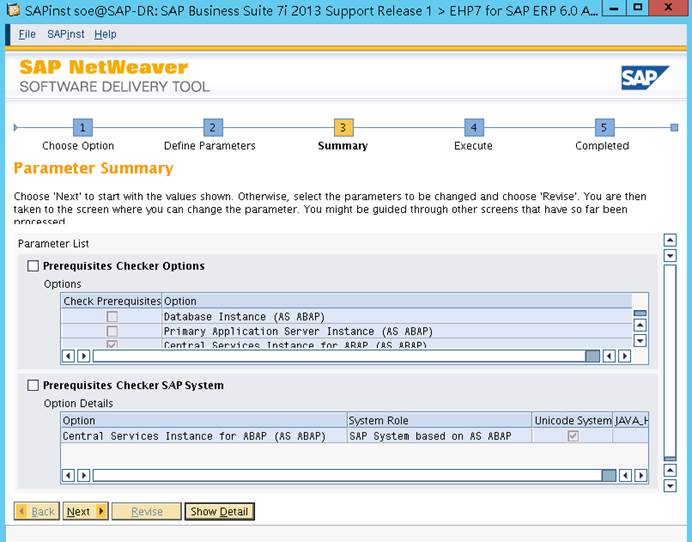 SAPinst soe@SAP-DR: SAP Business Suite 7i 2013 Support Release 1 > EHP7 for SAP ERP 6.0 A...
File SAPinst Help
SAP NetWeaver
SOFTWARE DELIVERY TOOL
SAP
1 2 3 4 5
Choose Option Define Parameters Summary Execute Completed
Parameter Summary
Choose 'Next' to start with the values shown. Otherwise, select the parameters to be changed and choose 'Revise'. You are then
taken to the screen where you can change the parameter. You might be guided through other screens that have so far been
processed.
Parameter List
Prerequisites Checker Options
Options
Check Prerequisites Option
Database Instance (AS ABAP)
Primary Application Server Instance (AS ABAP)
Central Services Instance for ABAP (AS ABAP)
Prerequisites Checker SAP System
Option Details
Option System Role Unicode System JAVA_H
Central Services Instance for ABAP (AS ABAP) SAP System based on AS ABAP
Back Next Revise Show Detail